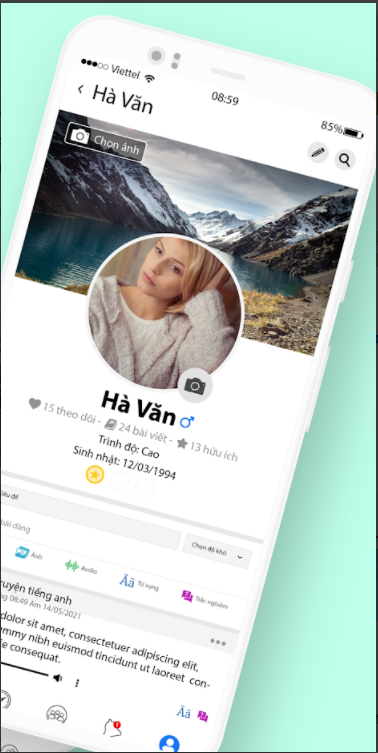 Viettel
08:59
85%
Hà Văn
Chọn ảnh
Hà Văn
15 theo dõi - 24 bài viết - 13 hữu ích
Trình độ: Cao
Sinh nhật: 12/03/1994
Chọn độ khó
bài đăng
Ảnh
Audio
Từ vựng
Trắc nghiệm
tiếng anh
08:49 Am 14/05/2021
dolor sit amet, consectetuer adipiscing elit,
nibh euismod tincidunt ut laoreet con-
consequat.